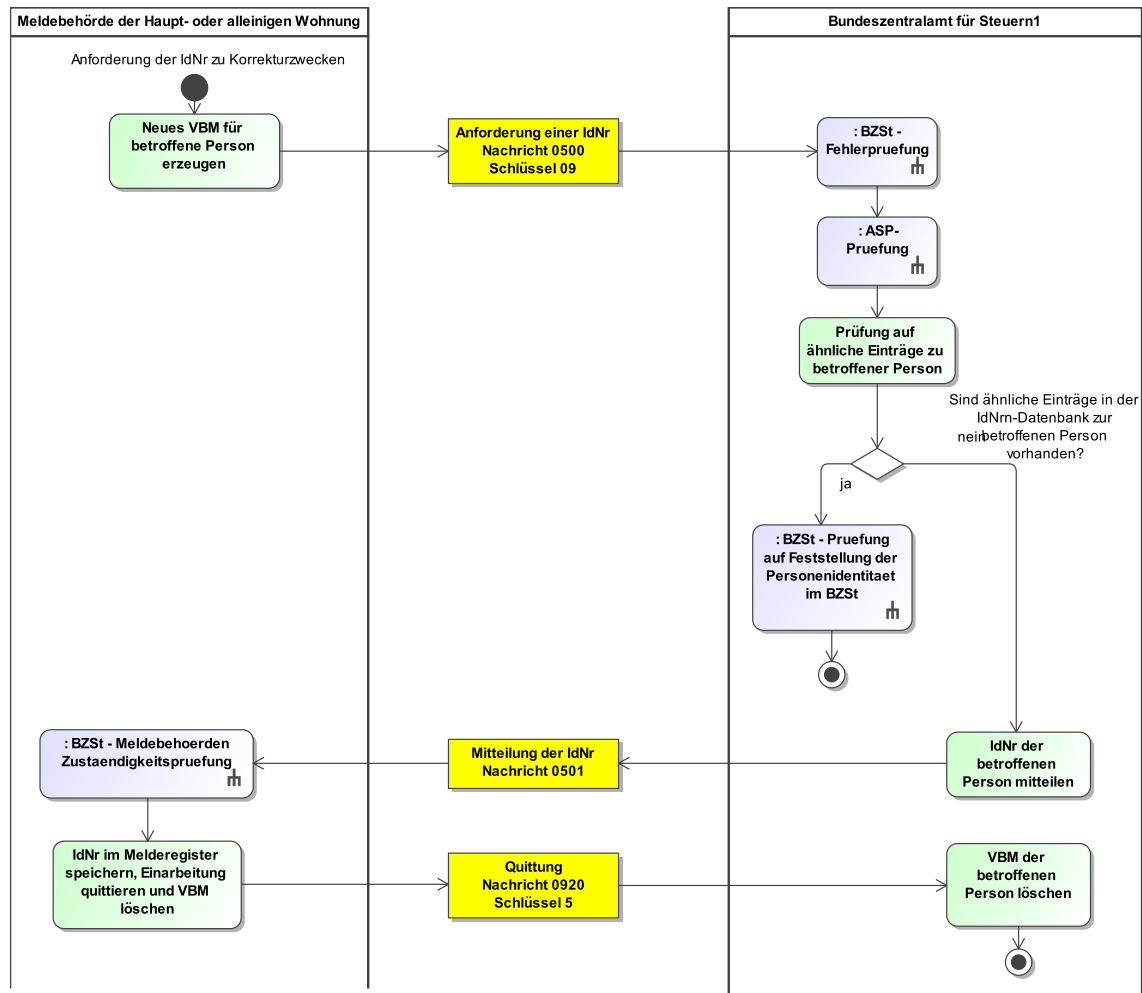 Meldebehörde der Haupt- oder alleinigen Wohnung
Bundeszentralamt für Steuern1
Anforderung der IdNr zu Korrekturzwecken
Neues VBM für
betroffene Person
erzeugen
Anforderung einer IdNr
Nachricht 0500
Schlüssel 09
: BZSt -
Fehlerpruefung
: ASP-
Pruefung
Prüfung auf
ähnliche Einträge zu
betroffener Person
Sind ähnliche Einträge in der
IdNrn-Datenbank zur
betroffenen Person
vorhanden?
nein
ja
: BZSt - Pruefung
auf Feststellung der
Personenidentitaet
im BZSt
: BZSt - Meldebehoerden
Zustaendigkeitspruefung
Mitteilung der IdNr
Nachricht 0501
IdNr der
betroffenen
Person mitteilen
IdNr im Melderegister
speichern, Einarbeitung
quittieren und VBM
löschen
Quittung
Nachricht 0920
Schlüssel 5
VBM der
betroffenen
Person löschen